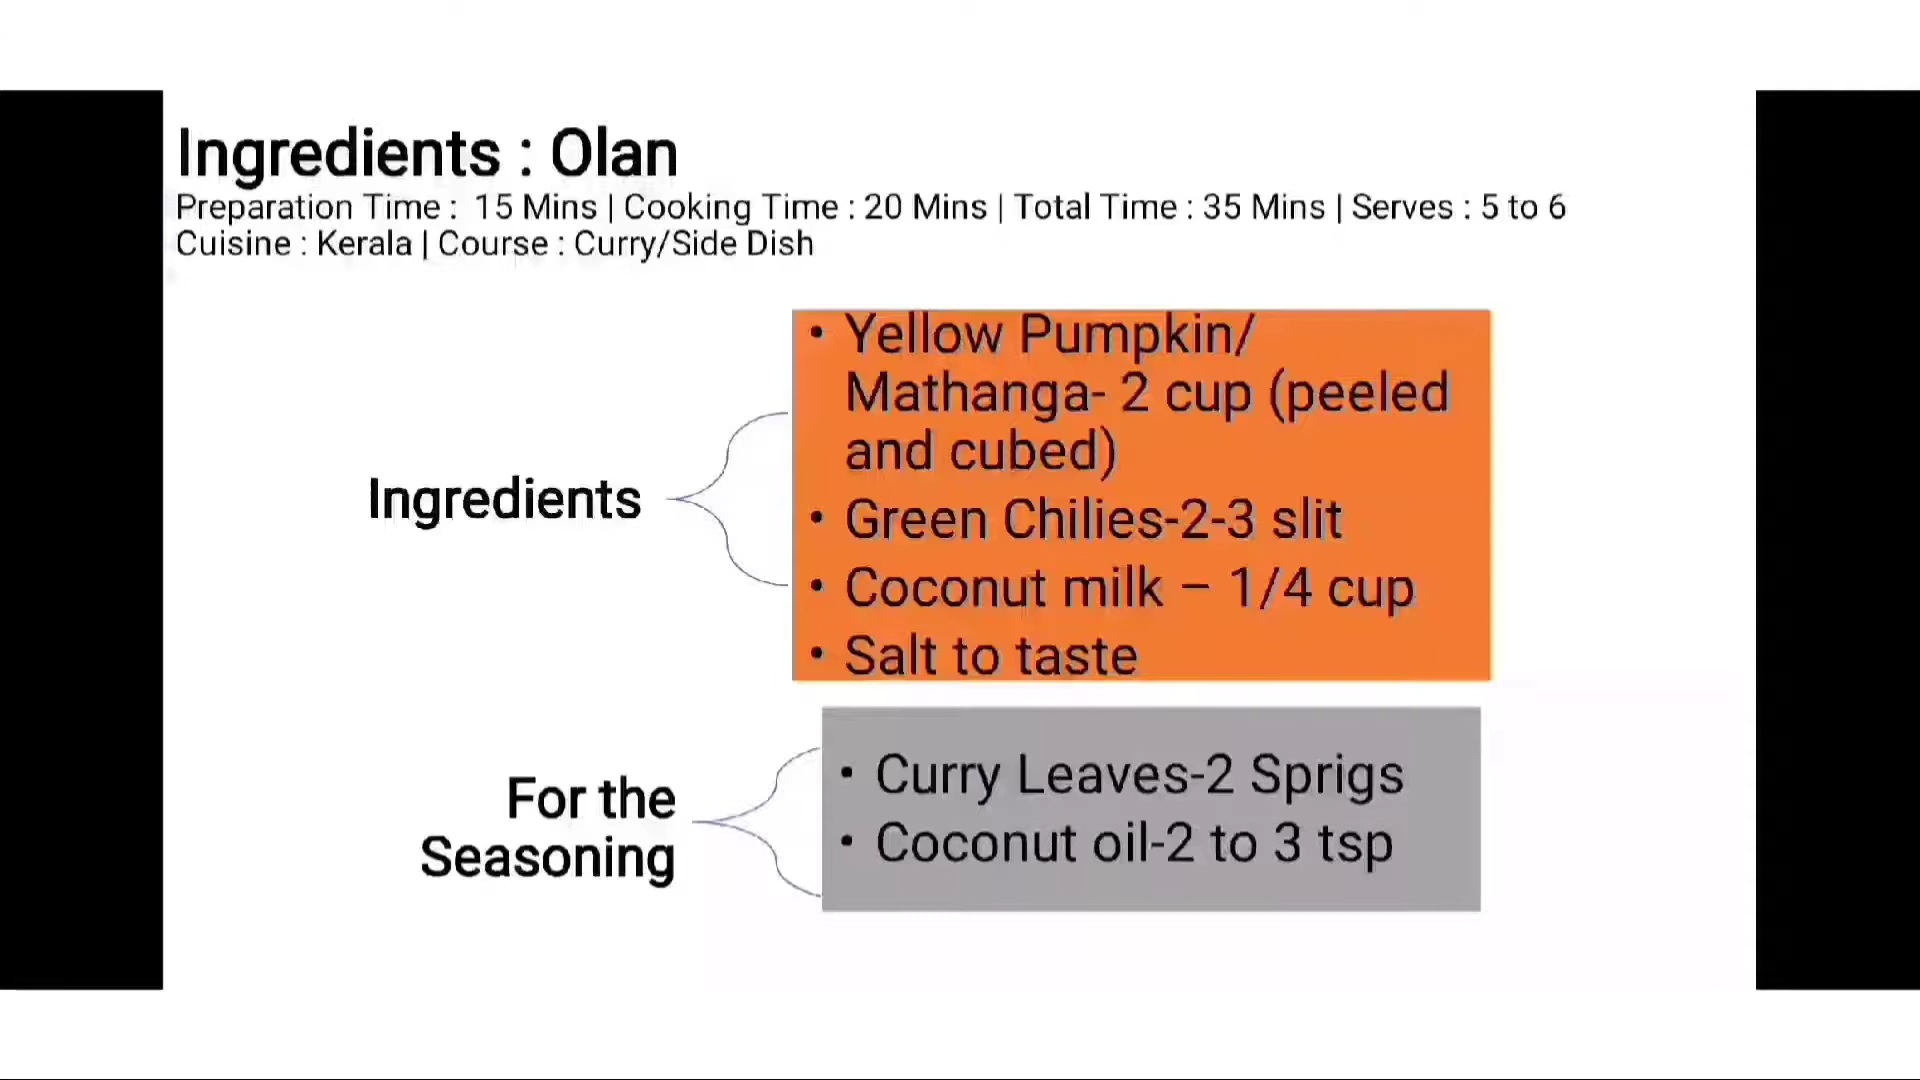 Ingredients : Olan
Preparation Time : 15 Mins | Cooking Time : 20 Mins | Total Time : 35 Mins | Serves : 5 to 6
Cuisine : Kerala | Course : Curry/Side Dish
Ingredients
• Yellow Pumpkin/
Mathanga- 2 cup (peeled
and cubed)
• Green Chilies-2-3 slit
• Coconut milk – 1/4 cup
• Salt to taste
For the
Seasoning
• Curry Leaves-2 Sprigs
• Coconut oil-2 to 3 tsp